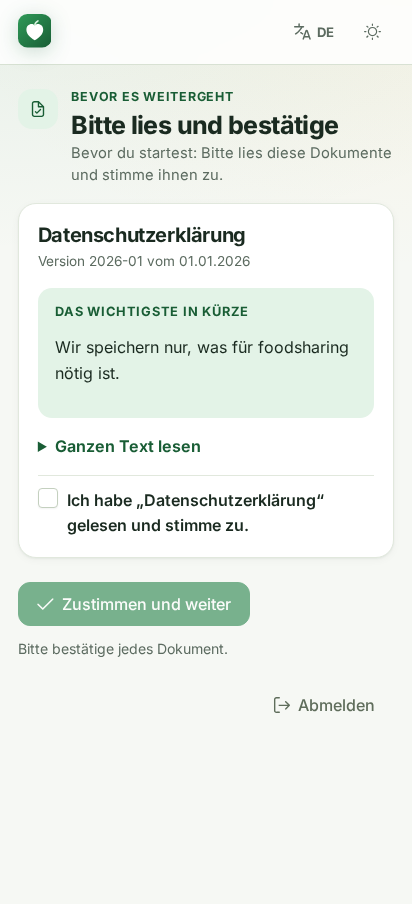 DE
BEVOR ES WEITERGEHT
Bitte lies und bestätige
Bevor du startest: Bitte lies diese Dokumente
und stimme ihnen zu.
Datenschutzerklärung
Version 2026-01 vom 01.01.2026
DAS WICHTIGSTE IN KÜRZE
Wir speichern nur, was für foodsharing
nötig ist.
Ganzen Text lesen
Ich habe „Datenschutzerklärung“
gelesen und stimme zu.
Zustimmen und weiter
Bitte bestätige jedes Dokument.
Abmelden